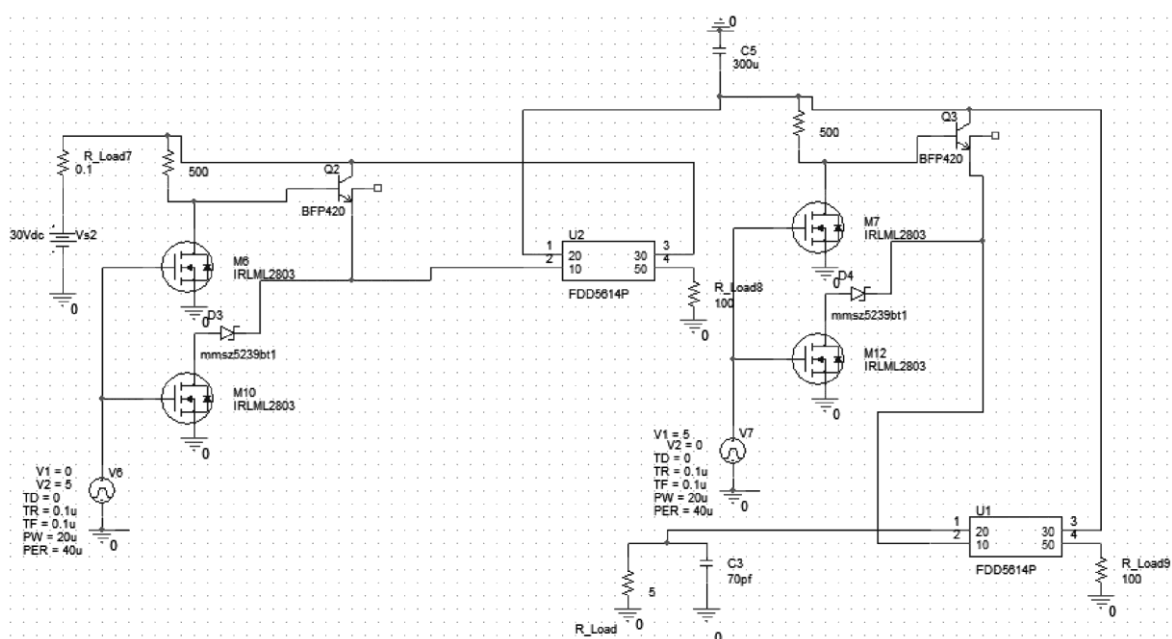 0
C5
300u
Q3
500
BFP420
R_Load7
0.1
500
Q2
BFP420
M7
IRLML2803
30Vdc
Vs2
U2
M6
IRLML2803
1
2
20
10
30
50
3
4
FDD5614P
0
D4
mmsz5239bt1
0
0
D3
mmsz5239bt1
R_Load8
100
0
M12
IRLML2803
M10
IRLML2803
0
0
V1 = 5
V2 = 0
TD = 0
TR = 0.1u
TF = 0.1u
PW = 20u
PER = 40u
V7
0
V1 = 0
V2 = 5
TD = 0
TR = 0.1u
TF = 0.1u
PW = 20u
PER = 40u
V6
0
U1
1
2
20
10
30
50
3
4
FDD5614P
C3
70pf
5
R_Load
0
0
R_Load9
100
0